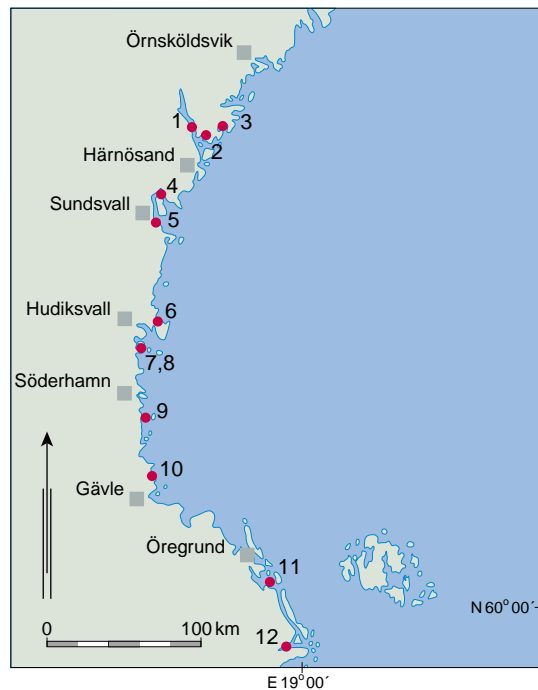 Örnsköldsvik
1
3
2
Härnösand
4
Sundsvall
5
Hudiksvall
6
7,8
Söderhamn
9
10
Gävle
Öregrund
11
N 60° 00´
0 100 km
12
E 19° 00´